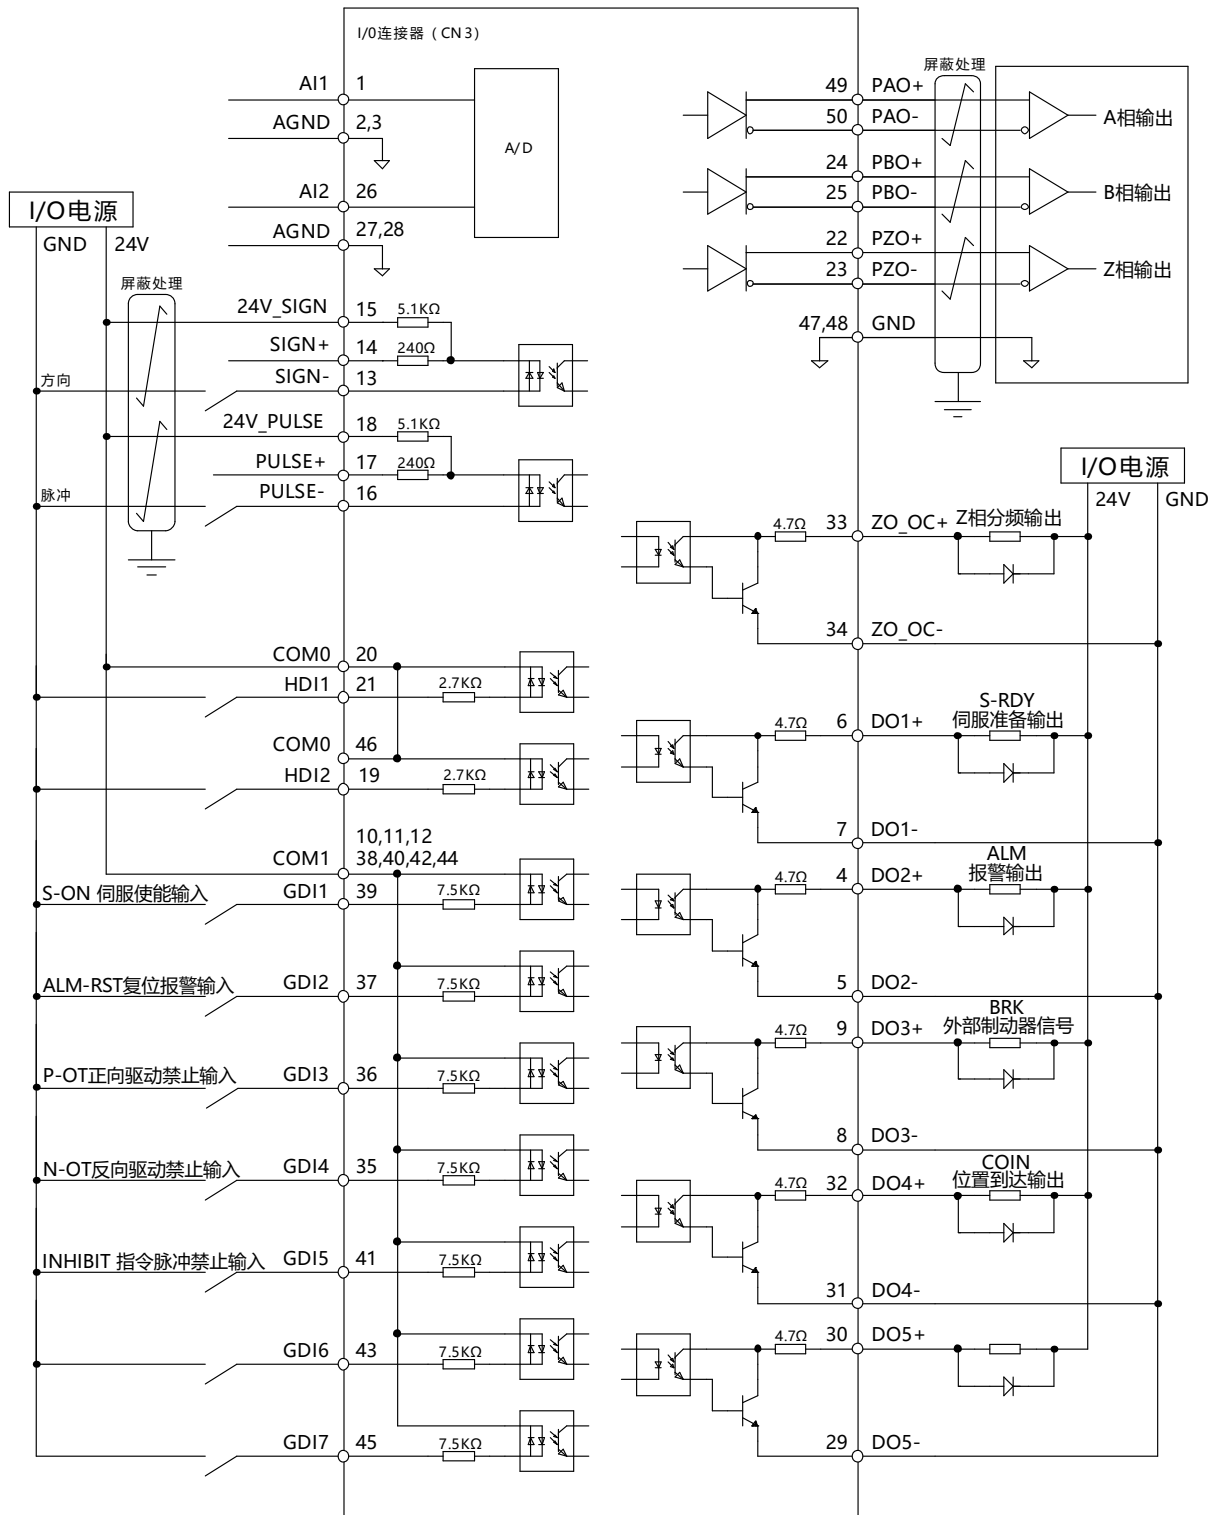 I/0连接器（CN3）
AI1 1
AGND 2,3
A/D
AI2 26
AGND 27,28
I/O电源
GND 24V
屏蔽处理
24V_SIGN 15 5.1KΩ
SIGN+ 14 240Ω
方向 SIGN- 13
24V_PULSE 18 5.1KΩ
PULSE+ 17 240Ω
脉冲 PULSE- 16
COM0 20
HDI1 21 2.7KΩ
COM0 46
HDI2 19 2.7KΩ
10,11,12
COM1 38,40,42,44
S-ON 伺服使能输入 GDI1 39 7.5KΩ
ALM-RST复位报警输入 GDI2 37 7.5KΩ
P-OT正向驱动禁止输入 GDI3 36 7.5KΩ
N-OT反向驱动禁止输入 GDI4 35 7.5KΩ
INHIBIT 指令脉冲禁止输入 GDI5 41 7.5KΩ
GDI6 43 7.5KΩ
GDI7 45 7.5KΩ
屏蔽处理
49 PAO+
50 PAO- A相输出
24 PBO+
25 PBO- B相输出
22 PZO+
23 PZO- Z相输出
47,48 GND
I/O电源
24V GND
4.7Ω 33 ZO_OC+ Z相分频输出
34 ZO_OC-
S-RDY
4.7Ω 6 DO1+ 伺服准备输出
7 DO1-
ALM
4.7Ω 4 DO2+ 报警输出
5 DO2-
BRK
4.7Ω 9 DO3+ 外部制动器信号
8 DO3-
COIN
4.7Ω 32 DO4+ 位置到达输出
31 DO4-
4.7Ω 30 DO5+
29 DO5-